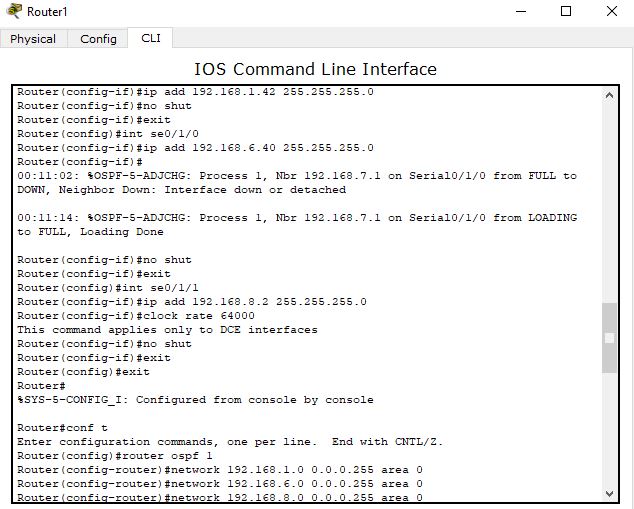 Router1
Physical Config CLI
IOS Command Line Interface
Router(config-if)#ip add 192.168.1.42 255.255.255.0
Router(config-if)#no shut
Router(config-if)#exit
Router(config)#int se0/1/0
Router(config-if)#ip add 192.168.6.40 255.255.255.0
Router(config-if)#
00:11:02: %OSPF-5-ADJCHG: Process 1, Nbr 192.168.7.1 on Serial0/1/0 from FULL to
DOWN, Neighbor Down: Interface down or detached
00:11:14: %OSPF-5-ADJCHG: Process 1, Nbr 192.168.7.1 on Serial0/1/0 from LOADING
to FULL, Loading Done
Router(config-if)#no shut
Router(config-if)#exit
Router(config)#int se0/1/1
Router(config-if)#ip add 192.168.8.2 255.255.255.0
Router(config-if)#clock rate 64000
This command applies only to DCE interfaces
Router(config-if)#no shut
Router(config-if)#exit
Router(config)#exit
Router#
%SYS-5-CONFIG_I: Configured from console by console
Router#conf t
Enter configuration commands, one per line.  End with CNTL/Z.
Router(config)#router ospf 1
Router(config-router)#network 192.168.1.0 0.0.0.255 area 0
Router(config-router)#network 192.168.6.0 0.0.0.255 area 0
Router(config-router)#network 192.168.8.0 0.0.0.255 area 0